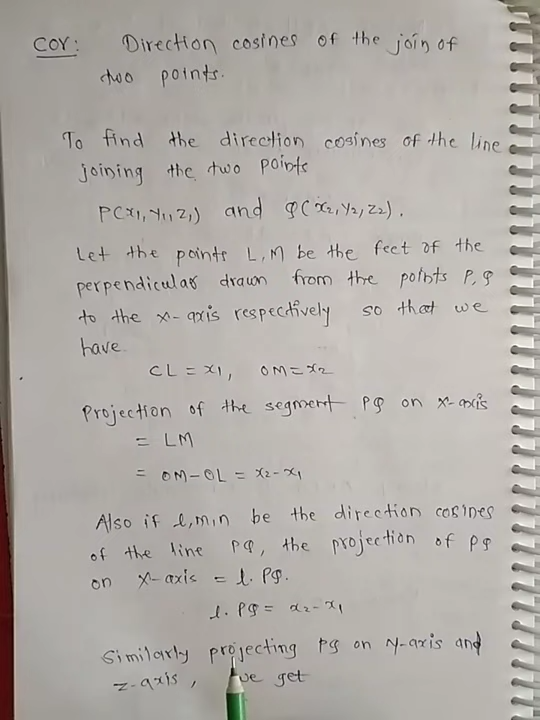 COR: Direction cosines of the join of
two points.
To find the direction cosines of the line
joining the two points
P(x1, y1, z1) and Q(x2, y2, z2).
Let the points L, M be the feet of the
perpendiculars drawn from the points P, Q
to the x-axis respectively so that we
have.
CL = x1, OM = x2
Projection of the segment PQ on x-axis
= LM
= OM-OL = x2-x1
Also if l,m,n be the direction cosines
of the line PQ, the projection of PQ
on x-axis = l. PQ.
l. PQ = x2-x1
Similarly projecting PQ on y-axis and
z-axis, we get